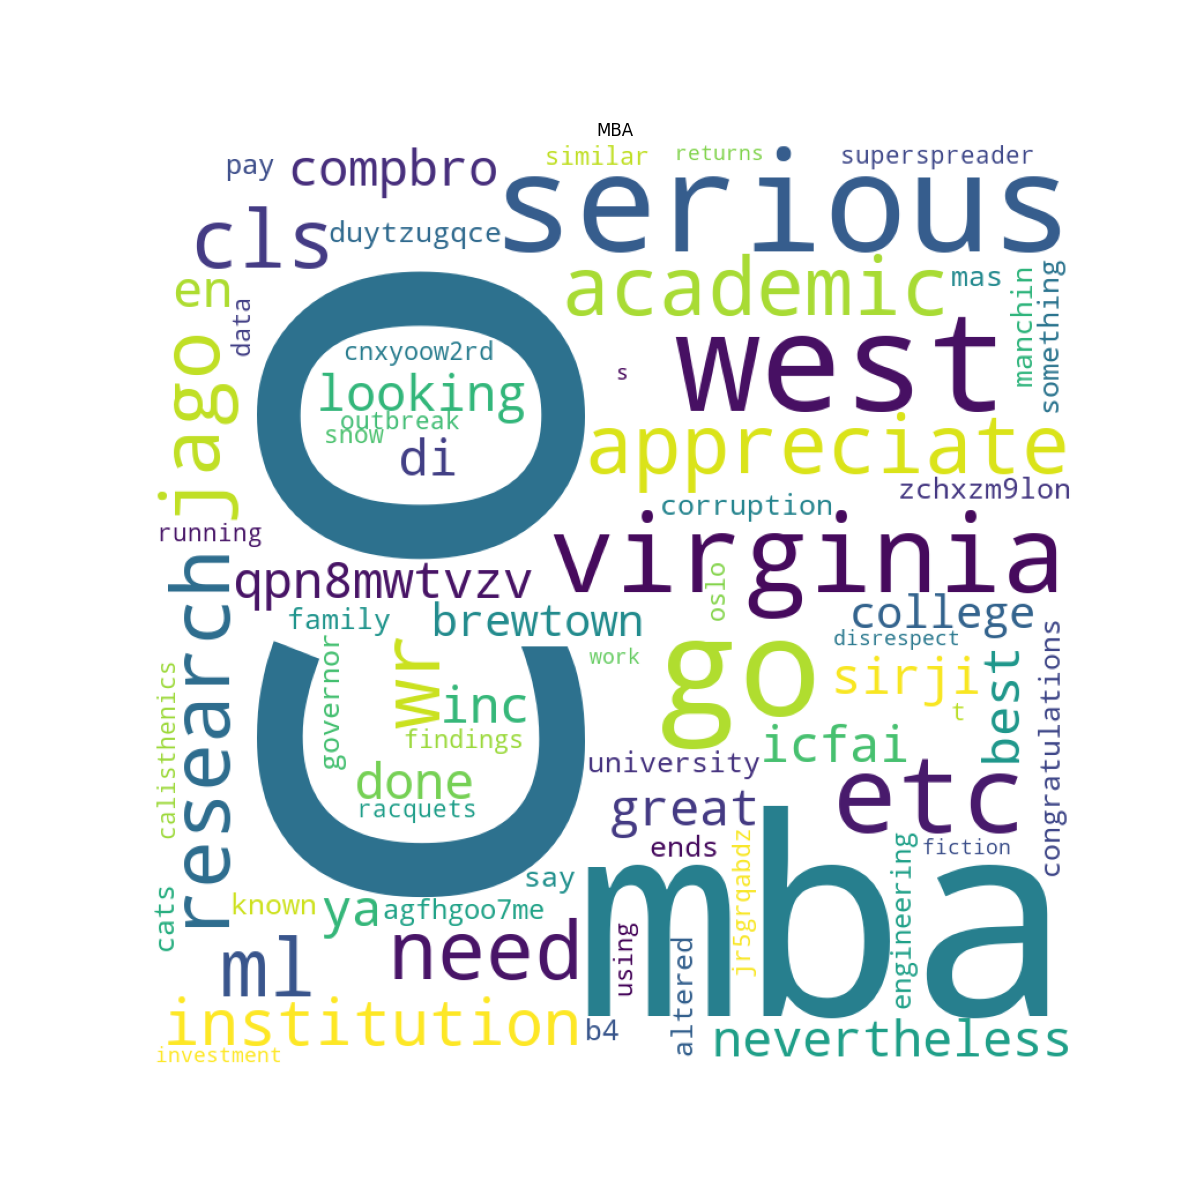 MBA
pay
compbro
similar
returns
superspreader
serious
cls
duytzugqce
academic
mas
manchin
something
en
data
jago
co
cnxyoow2rd
looking
outbreak
snow
di
s
west
appreciate
zchxzm9lon
corruption
running
virginia
qpn8mwtvzv
oslo
research
family
brewtown
college
disrespect
work
go
sirji
t
best
congratulations
calisthenics
governor
wr
inc
findings
done
racquets
icfai
university
etc
great
ends
fiction
say
mba
jr5grqabdz
engineering
cats
known
ya
agfhgoo7me
need
using
altered
ml
institution
b4
nevertheless
investment